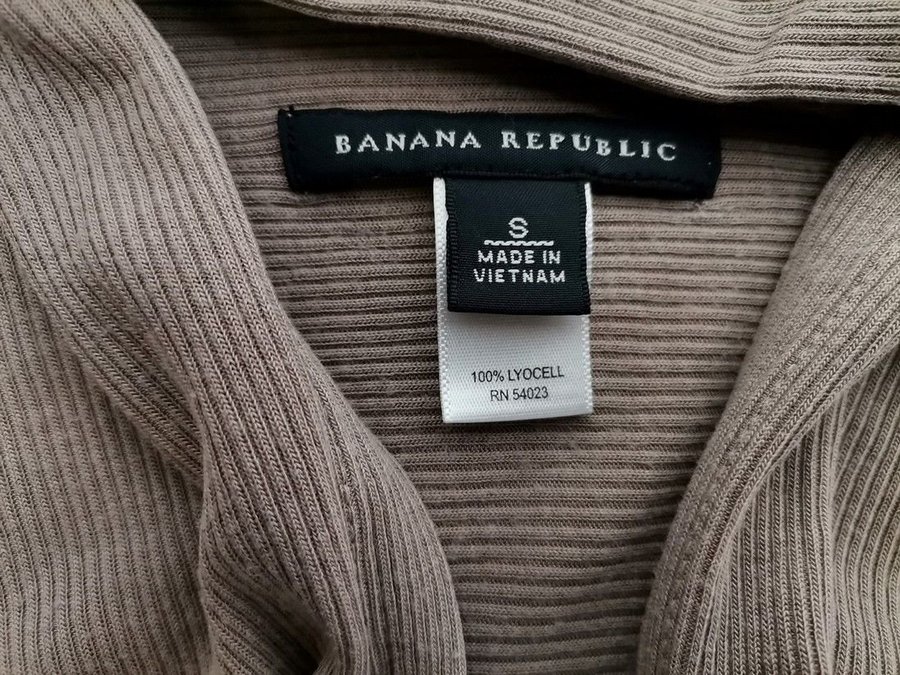 BANANA REPUBLIC
S
MADE IN
VIETNAM
100% LYOCELL
RN 54023